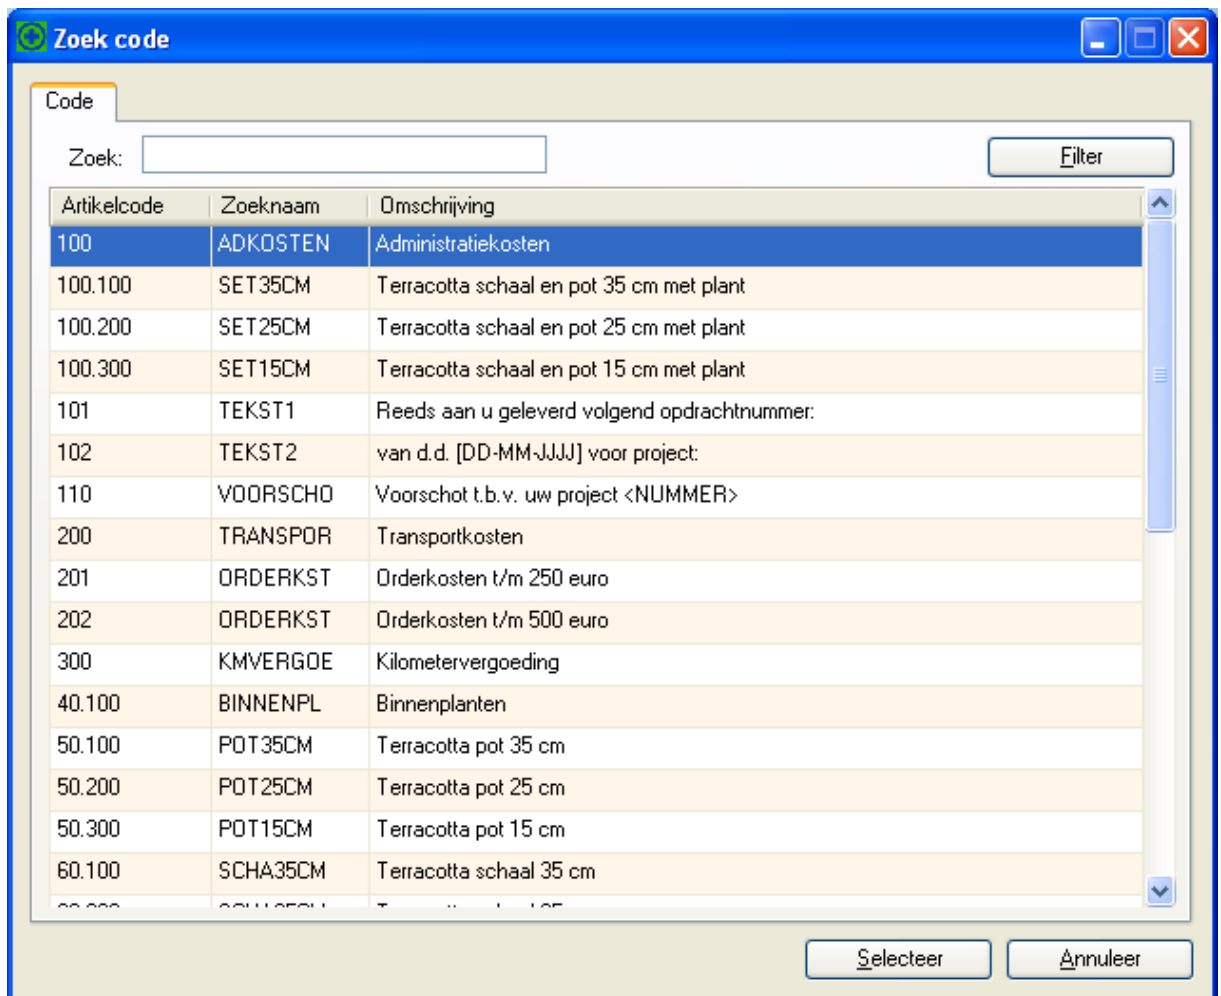 Zoek code
Code
Zoek:
Filter
Artikelcode Zoeknaam Omschrijving
100 ADKOSTEN Administratiekosten
100.100 SET35CM Terracotta schaal en pot 35 cm met plant
100.200 SET25CM Terracotta schaal en pot 25 cm met plant
100.300 SET15CM Terracotta schaal en pot 15 cm met plant
101 TEKST1 Reeds aan u geleverd volgend opdrachtnummer:
102 TEKST2 van d.d. [DD-MM-JJJJ] voor project:
110 VOORSCHO Voorschot t.b.v. uw project <NUMMER>
200 TRANSPOR Transportkosten
201 ORDERKST Orderkosten t/m 250 euro
202 ORDERKST Orderkosten t/m 500 euro
300 KMVERGOE Kilometervergoeding
40.100 BINNENPL Binnenplanten
50.100 POT35CM Terracotta pot 35 cm
50.200 POT25CM Terracotta pot 25 cm
50.300 POT15CM Terracotta pot 15 cm
60.100 SCHA35CM Terracotta schaal 35 cm
Selecteer Annuleer